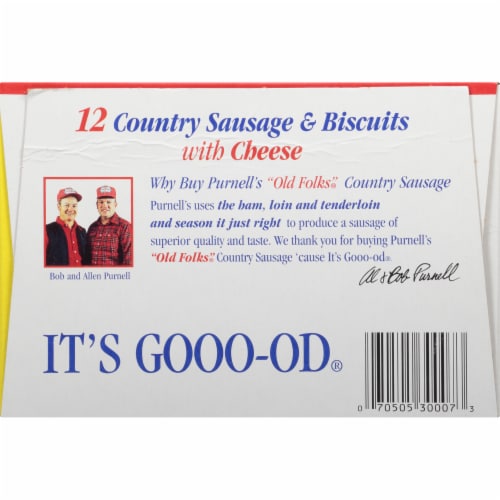 12 Country Sausage & Biscuits
with Cheese
Why Buy Purnell's "Old Folks"® Country Sausage
Purnell's uses the ham, loin and tenderloin
and season it just right to produce a sausage of
superior quality and taste. We thank you for buying Purnell's
"Old Folks"® Country Sausage 'cause It's Gooo-od®.
Bob and Allen Purnell
Al & Bob Purnell
IT'S GOOO-OD®
0 70505 30007 3